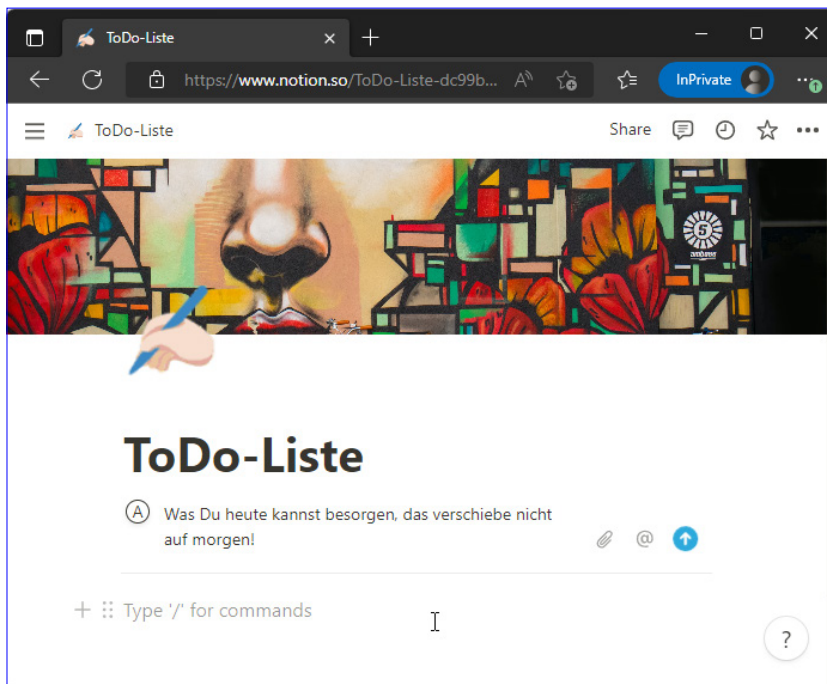 ToDo-Liste
https://www.notion.so/ToDo-Liste-dc99b... A InPrivate
ToDo-Liste Share
5
ToDo-Liste
A Was Du heute kannst besorgen, das verschiebe nicht
auf morgen! @
+ Type '/' for commands
?